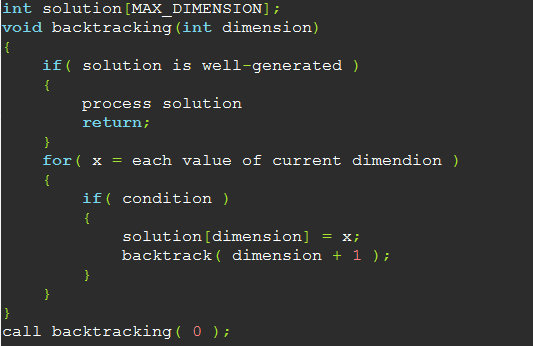 int solution[MAX_DIMENSION];
void backtracking(int dimension)
{
    if( solution is well-generated )
    {
        process solution
        return;
    }
    for( x = each value of current dimendion )
    {
        if( condition )
        {
            solution[dimension] = x;
            backtrack( dimension + 1 );
        }
    }
}
call backtracking( 0 );